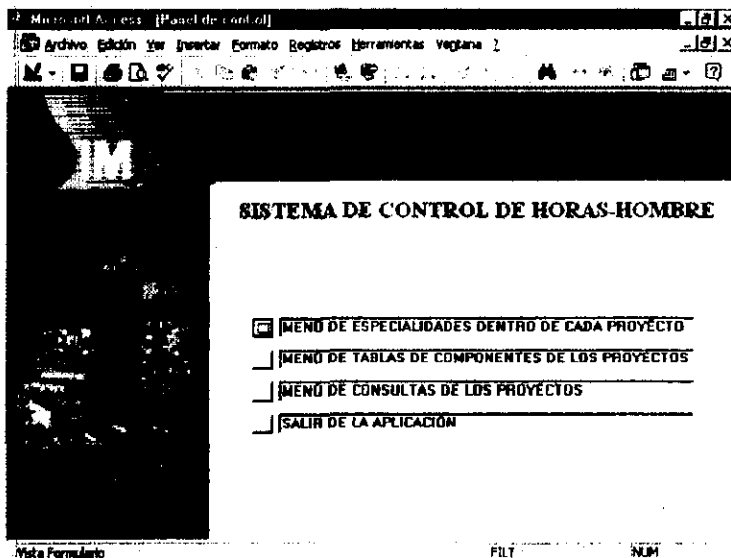 Microsoft Access - [Panel de control]
Archivo Edición Ver Insertar Formato Registros Herramientas Ventana ?
IM
SISTEMA DE CONTROL DE HORAS-HOMBRE
MENÚ DE ESPECIALIDADES DENTRO DE CADA PROYECTO
MENÚ DE TABLAS DE COMPONENTES DE LOS PROYECTOS
MENÚ DE CONSULTAS DE LOS PROYECTOS
SALIR DE LA APLICACIÓN
Vista Formulario FILT NUM